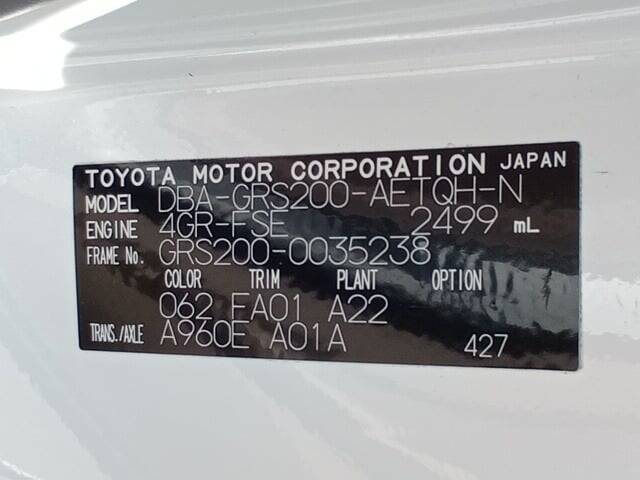 TOYOTA MOTOR CORPORATION JAPAN
MODEL DBA-GRS200-AETQH-N
ENGINE 4GR-FSE 2499 mL
FRAME No. GRS200-0035238
COLOR TRIM PLANT OPTION
062 FA01 A22
TRANS./AXLE A960E A01A 427